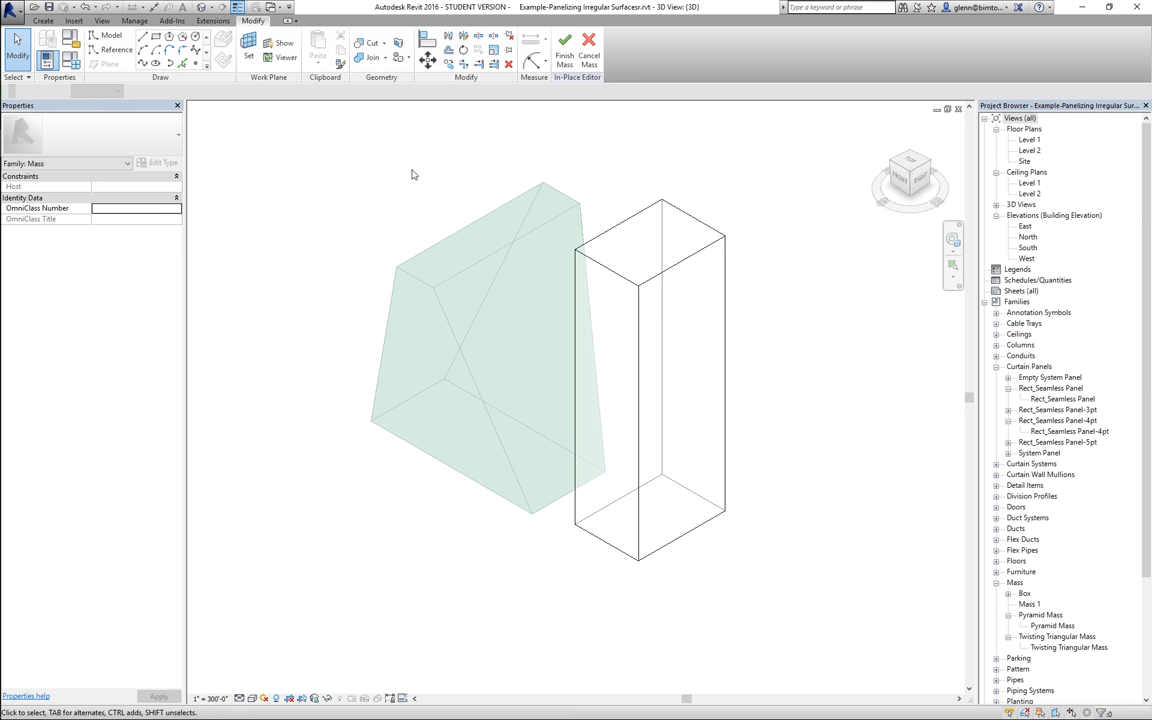 Autodesk Revit 2016 - STUDENT VERSION -    Example-Panelizing Irregular Surfacesr.rvt - 3D View: {3D}
Type a keyword or phrase
glenn@bimto...
Create
Insert
View
Manage
Add-Ins
Extensions
Modify
Modify
Select
Properties
Model
Reference
Plane
Draw
Set
Show
Viewer
Work Plane
Paste
Clipboard
Cut
Join
Geometry
Modify
Measure
Finish Mass
Cancel Mass
In-Place Editor
Properties
Family: Mass
Edit Type
Constraints
Host
Identity Data
OmniClass Number
OmniClass Title
Properties help
Apply
TOP
FRONT
RIGHT
1" = 300'-0"
Project Browser - Example-Panelizing Irregular Sur...
Views (all)
Floor Plans
Level 1
Level 2
Site
Ceiling Plans
Level 1
Level 2
3D Views
Elevations (Building Elevation)
East
North
South
West
Legends
Schedules/Quantities
Sheets (all)
Families
Annotation Symbols
Cable Trays
Ceilings
Columns
Conduits
Curtain Panels
Empty System Panel
Rect_Seamless Panel
Rect_Seamless Panel
Rect_Seamless Panel-3pt
Rect_Seamless Panel-4pt
Rect_Seamless Panel-4pt
Rect_Seamless Panel-5pt
System Panel
Curtain Systems
Curtain Wall Mullions
Detail Items
Division Profiles
Doors
Duct Systems
Ducts
Flex Ducts
Flex Pipes
Floors
Furniture
Mass
Box
Mass 1
Pyramid Mass
Pyramid Mass
Twisting Triangular Mass
Twisting Triangular Mass
Parking
Pattern
Pipes
Piping Systems
Planting
Click to select, TAB for alternates, CTRL adds, SHIFT unselects.
:0